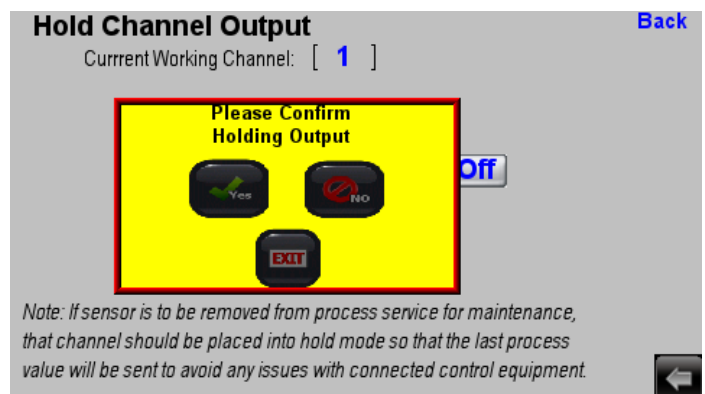 Hold Channel Output
Back
Currrent Working Channel: [ 1 ]
Please Confirm
Holding Output
Off
Yes
NO
EXIT
Note: If sensor is to be removed from process service for maintenance,
that channel should be placed into hold mode so that the last process
value will be sent to avoid any issues with connected control equipment.